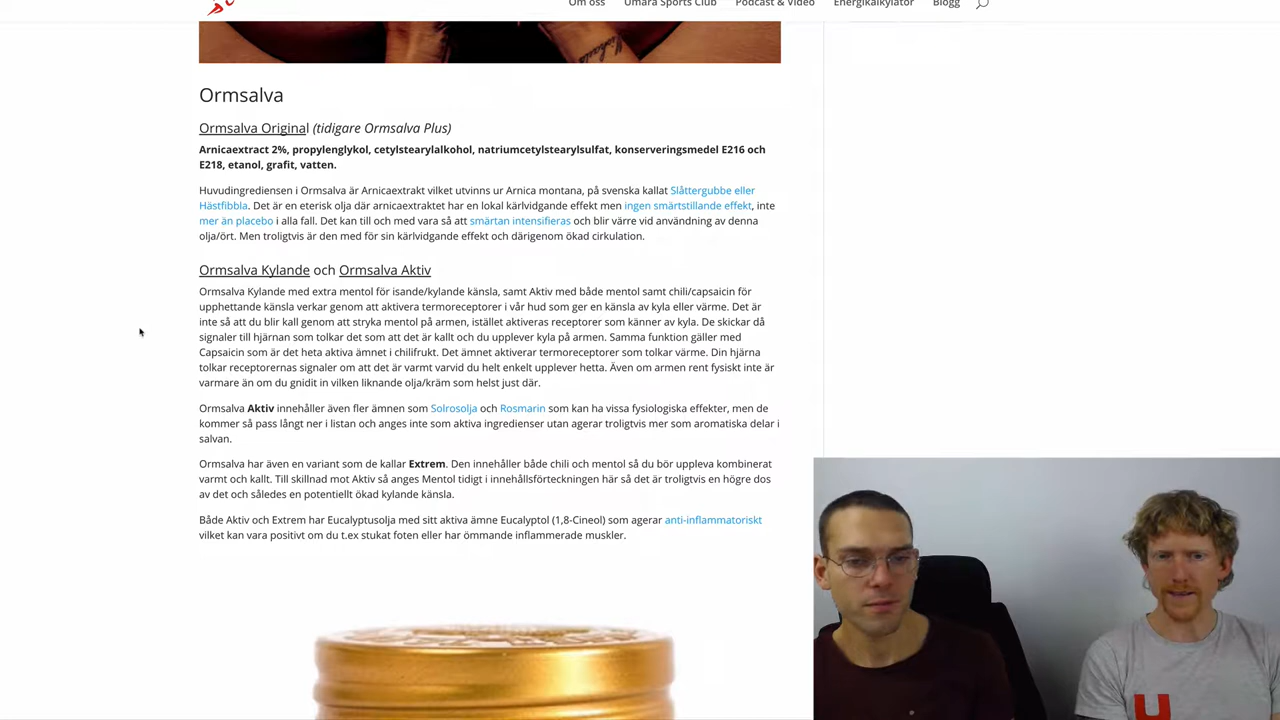 Om oss Umara Sports Club Podcast & Video Energikalkylator Blogg
Ormsalva
Ormsalva Original (tidigare Ormsalva Plus)
Arnicaextract 2%, propylenglykol, cetylstearylalkohol, natriumcetylstearylsulfat, konserveringsmedel E216 och
E218, etanol, grafit, vatten.
Huvudingrediensen i Ormsalva är Arnicaextrakt vilket utvinns ur Arnica montana, på svenska kallat Slåttergubbe eller
Hästfibbla. Det är en eterisk olja där arnicaextraktet har en lokal kärlvidgande effekt men ingen smärtstillande effekt, inte
mer än placebo i alla fall. Det kan till och med vara så att smärtan intensifieras och blir värre vid användning av denna
olja/ört. Men troligtvis är den med för sin kärlvidgande effekt och därigenom ökad cirkulation.
Ormsalva Kylande och Ormsalva Aktiv
Ormsalva Kylande med extra mentol för isande/kylande känsla, samt Aktiv med både mentol samt chili/capsaicin för
upphettande känsla verkar genom att aktivera termoreceptorer i vår hud som ger en känsla av kyla eller värme. Det är
inte så att du blir kall genom att stryka mentol på armen, istället aktiveras receptorer som känner av kyla. De skickar då
signaler till hjärnan som tolkar det som att det är kallt och du upplever kyla på armen. Samma funktion gäller med
Capsaicin som är det heta aktiva ämnet i chilifrukt. Det ämnet aktiverar termoreceptorer som tolkar värme. Din hjärna
tolkar receptorernas signaler om att det är varmt varvid du helt enkelt upplever hetta. Även om armen rent fysiskt inte är
varmare än om du gnidit in vilken liknande olja/kräm som helst just där.
Ormsalva Aktiv innehåller även fler ämnen som Solrosolja och Rosmarin som kan ha vissa fysiologiska effekter, men de
kommer så pass långt ner i listan och anges inte som aktiva ingredienser utan agerar troligtvis mer som aromatiska delar i
salvan.
Ormsalva har även en variant som de kallar Extrem. Den innehåller både chili och mentol så du bör uppleva kombinerat
varmt och kallt. Till skillnad mot Aktiv så anges Mentol tidigt i innehållsförteckningen här så det är troligtvis en högre dos
av det och således en potentiellt ökad kylande känsla.
Både Aktiv och Extrem har Eucalyptusolja med sitt aktiva ämne Eucalyptol (1,8-Cineol) som agerar anti-inflammatoriskt
vilket kan vara positivt om du t.ex stukat foten eller har ömmande inflammerade muskler.